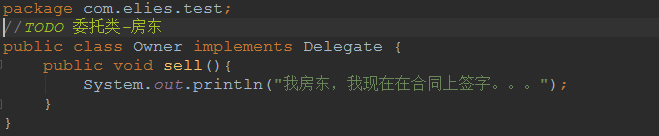 package com.elies.test;
//TODO 委托类-房东
public class Owner implements Delegate {
    public void sell(){
        System.out.println("我房东，我现在在合同上签字。。。");
    }
}